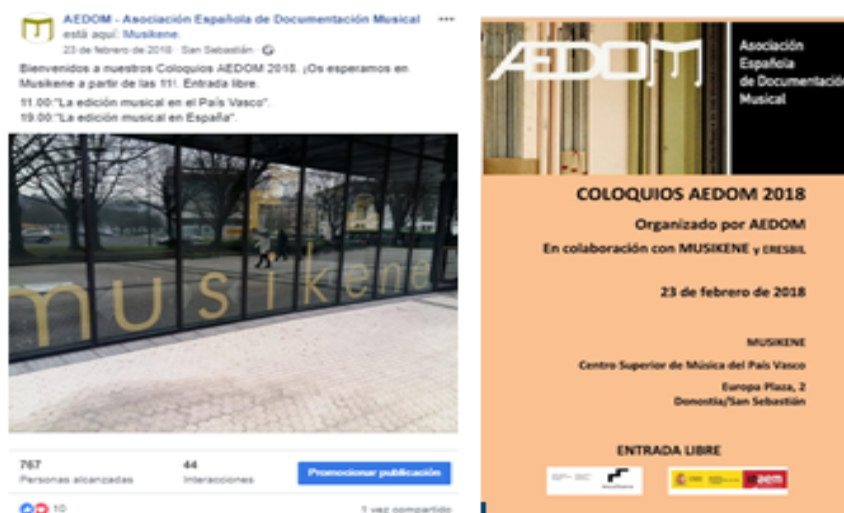 AEDOM - Asociación Española de Documentación Musical
está aquí: Musikene.
23 de febrero de 2018 · San Sebastián ·
Bienvenidos a nuestros Coloquios AEDOM 2018. ¡Os esperamos en
Musikene a partir de las 11!. Entrada libre.
11.00:"La edición musical en el País Vasco".
19.00:"La edición musical en España".
musikene
767
Personas alcanzadas
44
Interacciones
Promocionar publicación
10
1 vez compartido
AEDOM
Asociación
Española
de Documentación
Musical
COLOQUIOS AEDOM 2018
Organizado por AEDOM
En colaboración con MUSIKENE y ERESBIL
23 de febrero de 2018
MUSIKENE
Centro Superior de Música del País Vasco
Europa Plaza, 2
Donostia/San Sebastián
ENTRADA LIBRE
aem